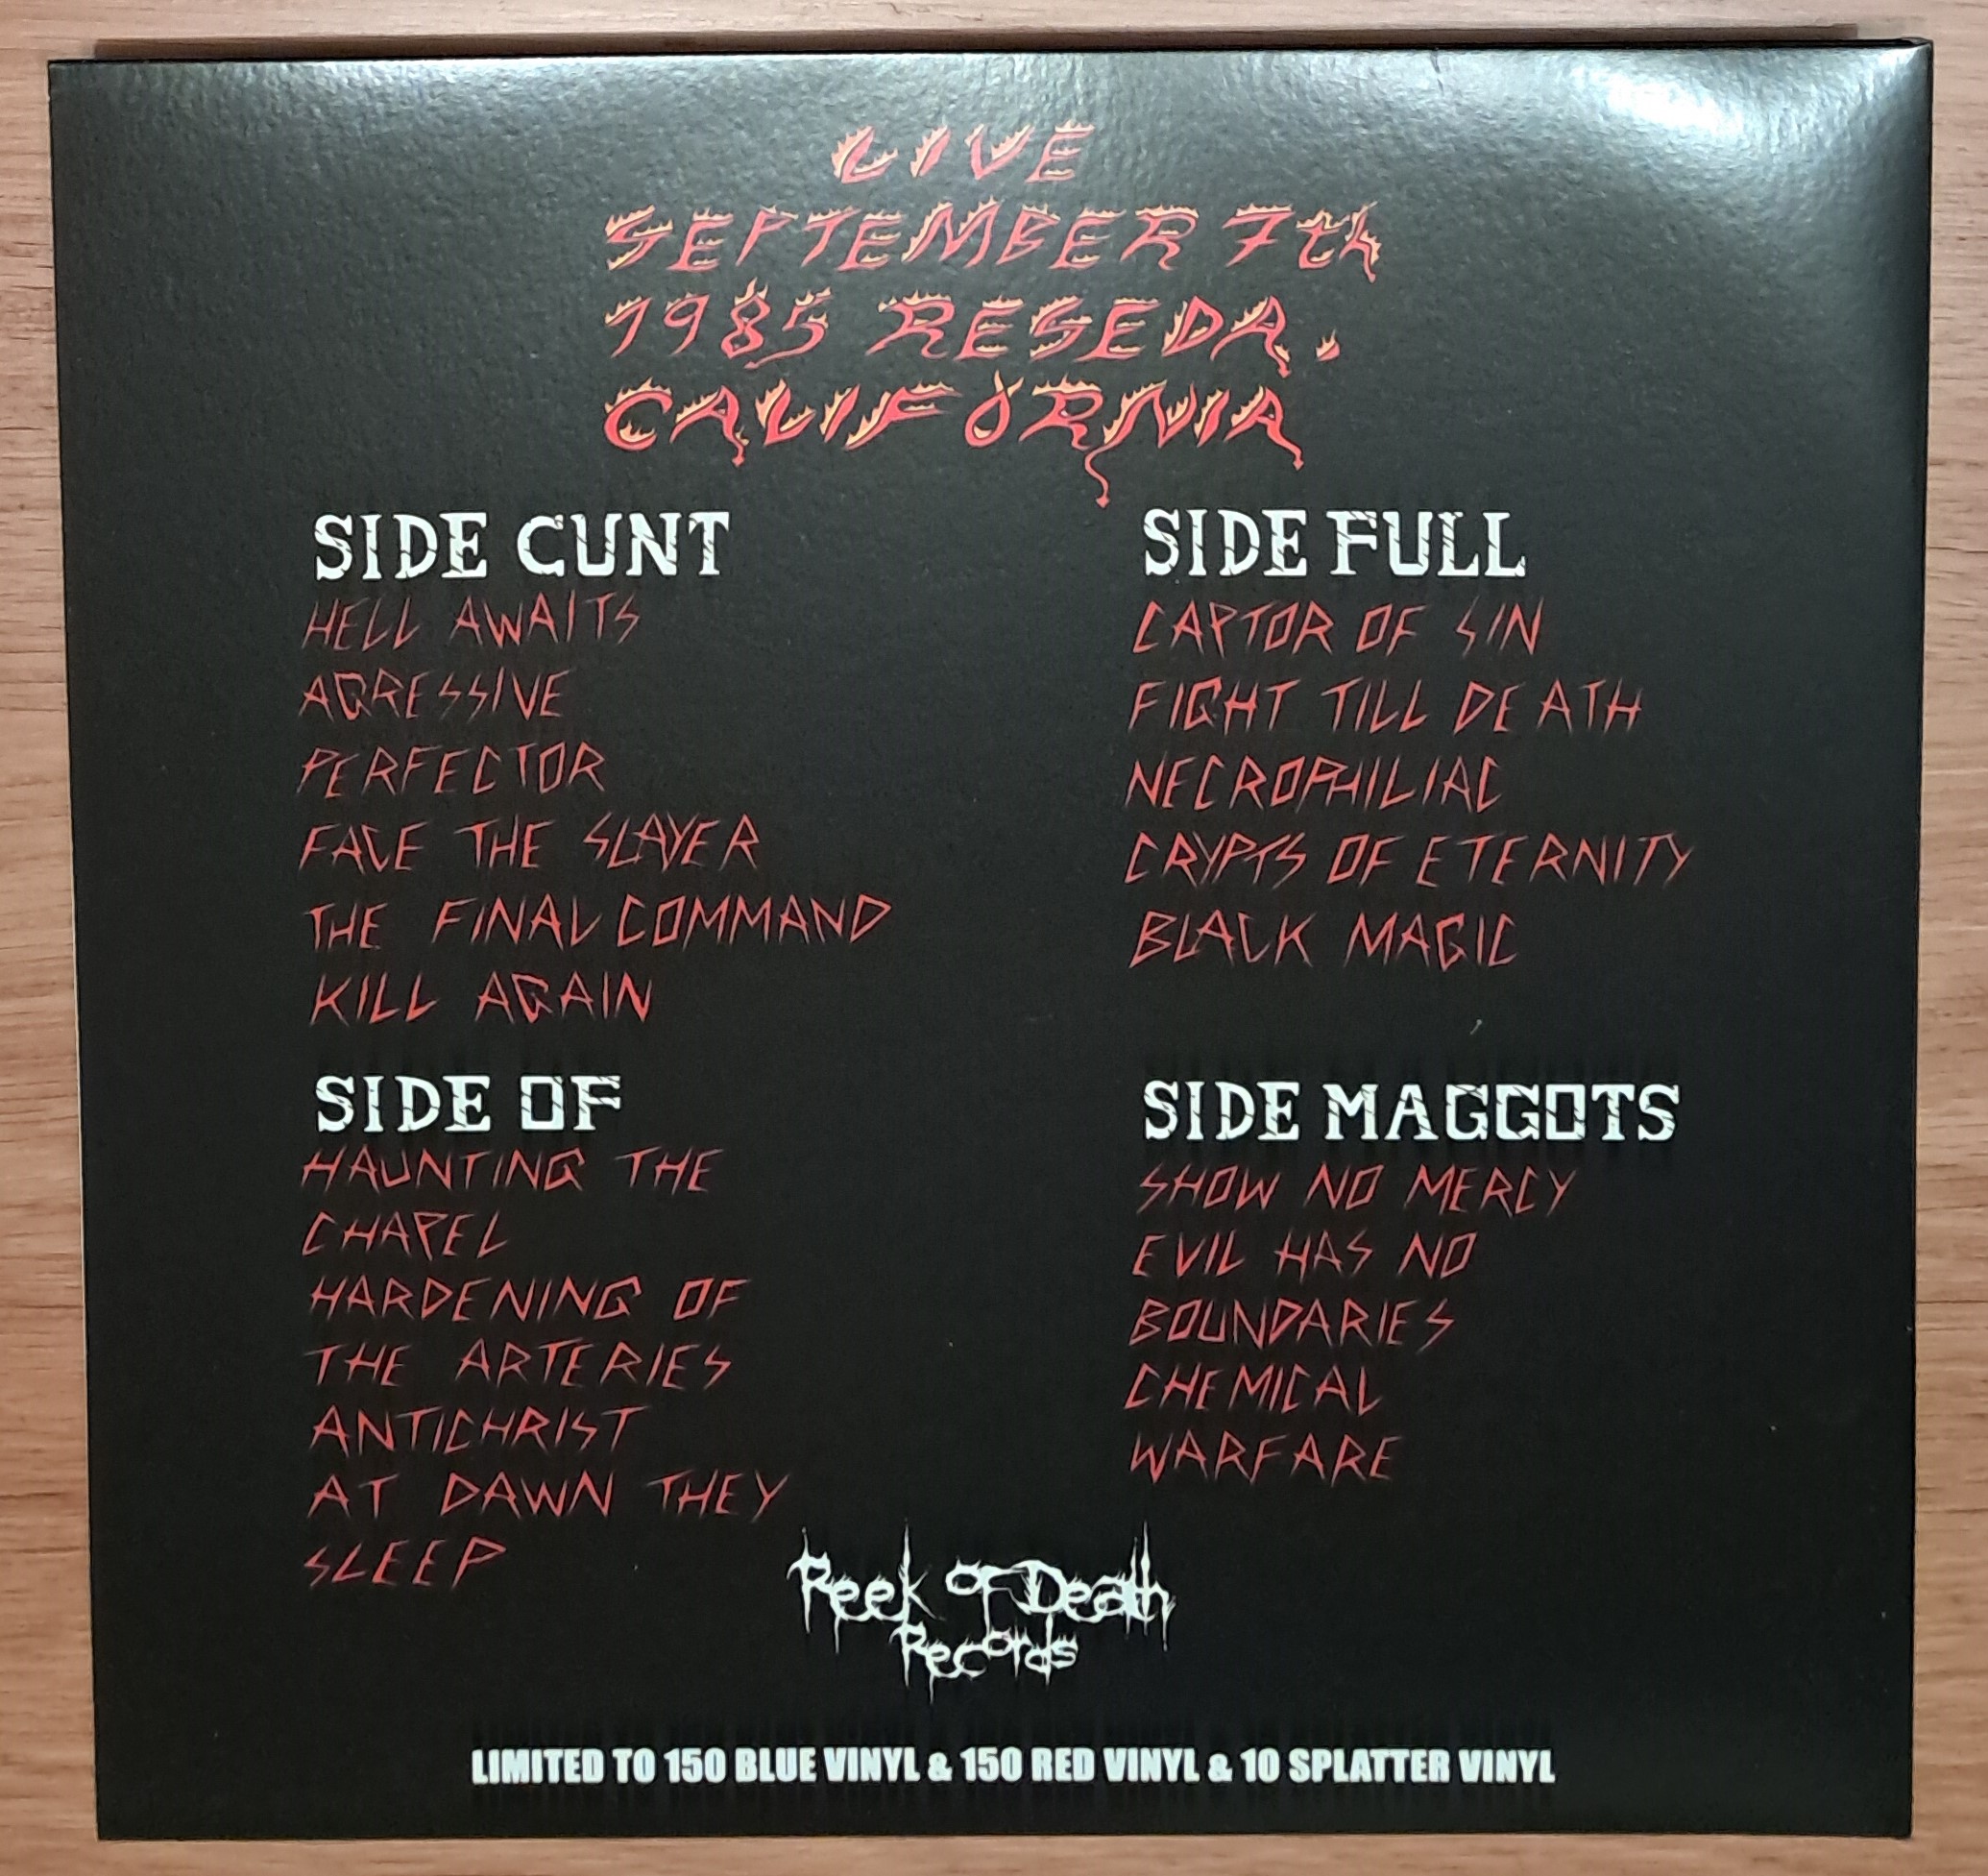 LIVE
SEPTEMBER 7th
1985 RESEDA,
CALIFORNIA
SIDE CUNT
HELL AWAITS
AGRESSIVE
PERFECTOR
FACE THE SLAYER
THE FINAL COMMAND
KILL AGAIN
SIDE OF
HAUNTING THE
CHAPEL
HARDENING OF
THE ARTERIES
ANTICHRIST
AT DAWN THEY
SLEEP
SIDE FULL
CAPTOR OF SIN
FIGHT TILL DEATH
NECROPHILIAC
CRYPTS OF ETERNITY
BLACK MAGIC
SIDE MAGGOTS
SHOW NO MERCY
EVIL HAS NO
BOUNDARIES
CHEMICAL
WARFARE
Reek of Death
Records
LIMITED TO 150 BLUE VINYL & 150 RED VINYL & 10 SPLATTER VINYL